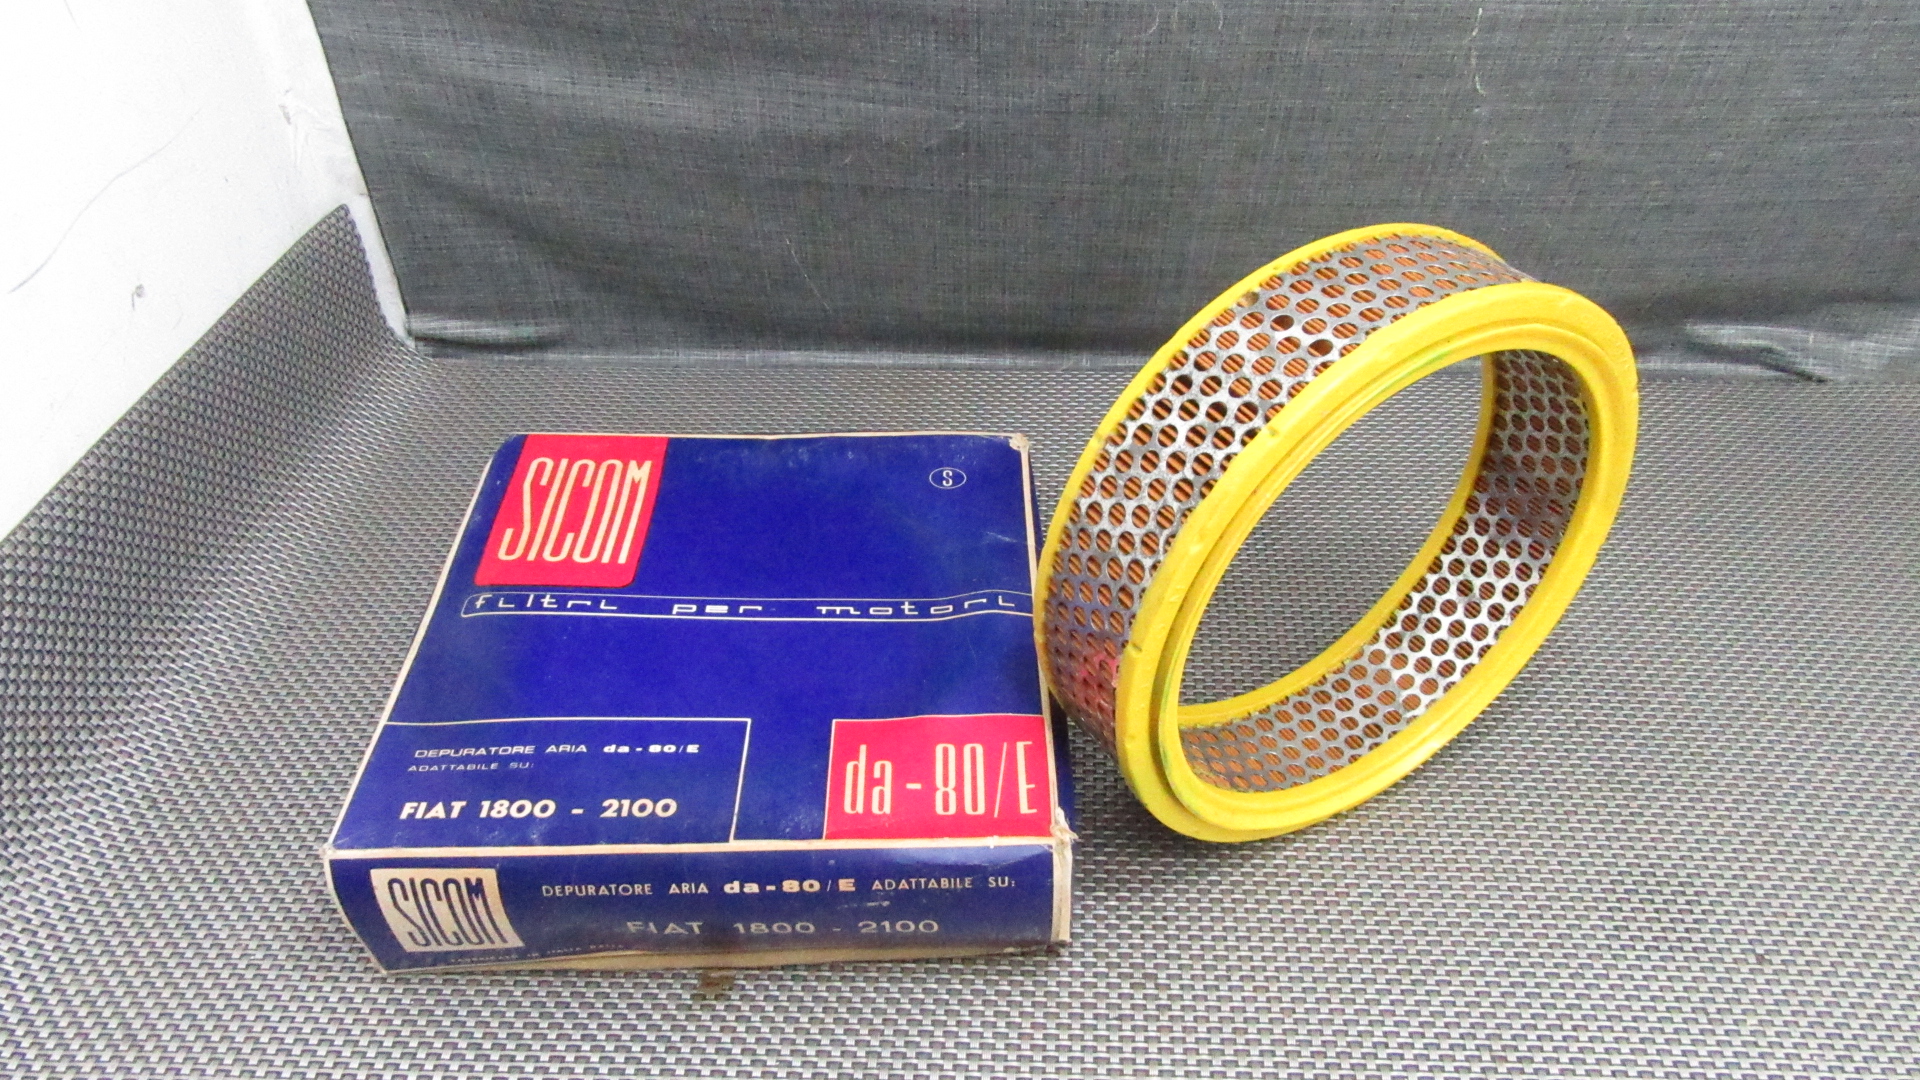 SICOM
S
filtri per motori
DEPURATORE ARIA da-80/E
ADATTABILE SU:
FIAT 1800 - 2100
da-80/E
SICOM
DEPURATORE ARIA da-80/E ADATTABILE SU:
FIAT 1800 - 2100